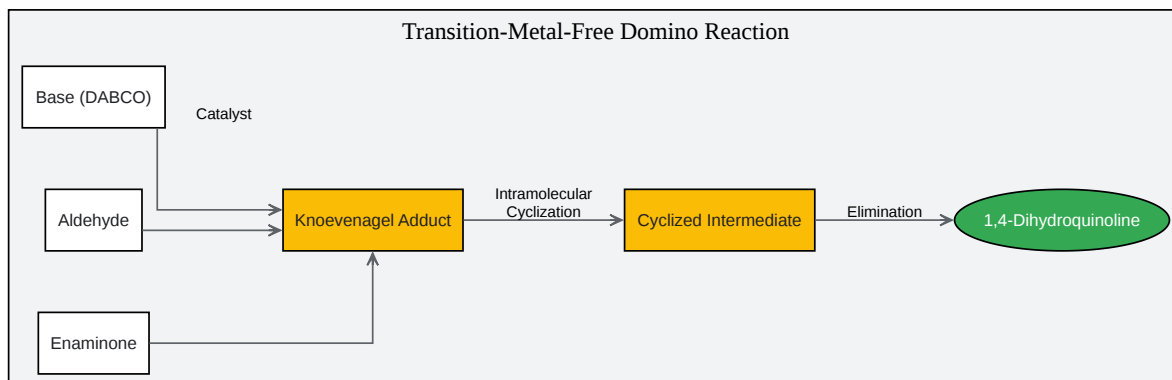 Transition-Metal-Free Domino Reaction
Base (DABCO)
Catalyst
Aldehyde
Knoevenagel Adduct
Intramolecular
Cyclization
Cyclized Intermediate
Elimination
1,4-Dihydroquinoline
Enaminone